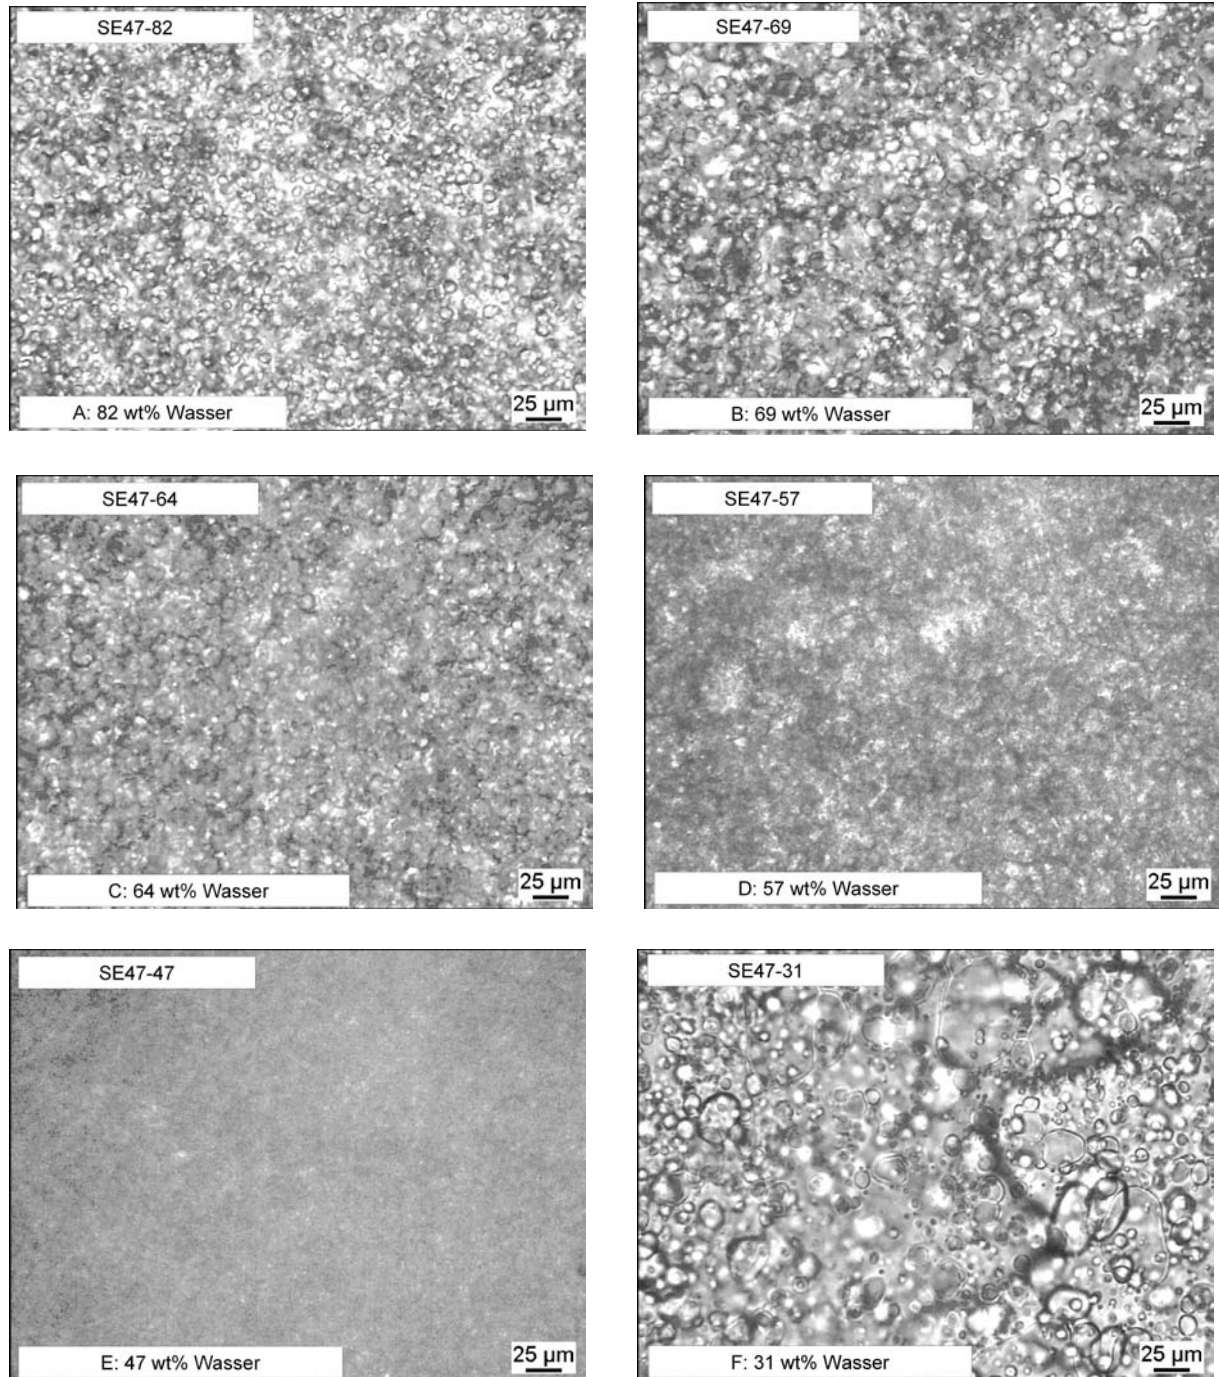 SE47-82
SE47-69
A: 82 wt% Wasser
25 µm
B: 69 wt% Wasser
25 µm
SE47-64
SE47-57
C: 64 wt% Wasser
25 µm
D: 57 wt% Wasser
25 µm
SE47-47
SE47-31
E: 47 wt% Wasser
25 µm
F: 31 wt% Wasser
25 µm